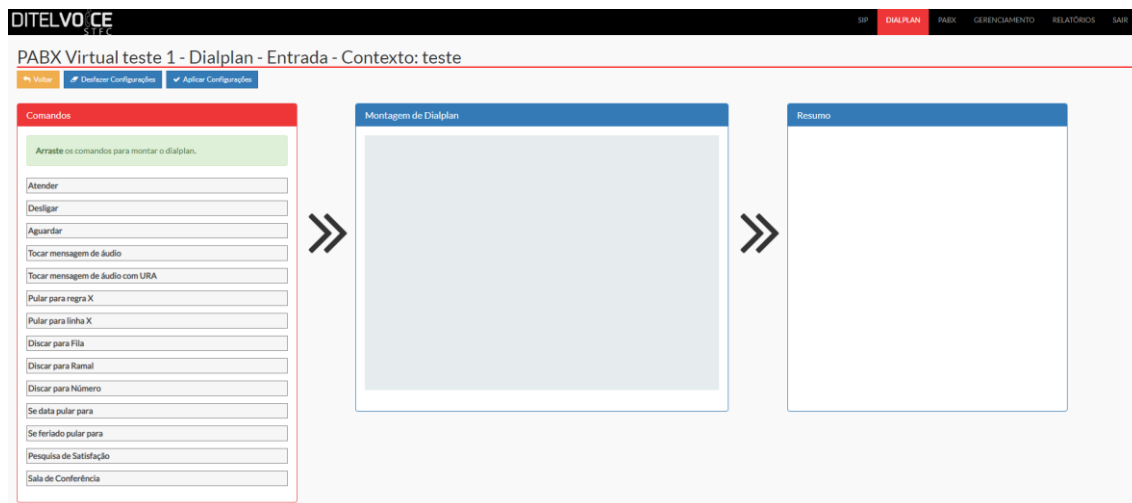 DITELVOICE
STFC
SIP DIALPLAN PABX GERENCIAMENTO RELATÓRIOS SAIR
PABX Virtual teste 1 - Dialplan - Entrada - Contexto: teste
Voltar Desfazer Configurações Aplicar Configurações
Comandos Montagem de Dialplan Resumo
Arraste os comandos para montar o dialplan.
Atender
Desligar
Aguardar
Tocar mensagem de áudio
Tocar mensagem de áudio com URA
Pular para regra X
Pular para linha X
Discar para Fila
Discar para Ramal
Discar para Número
Se data pular para
Se feriado pular para
Pesquisa de Satisfação
Sala de Conferência